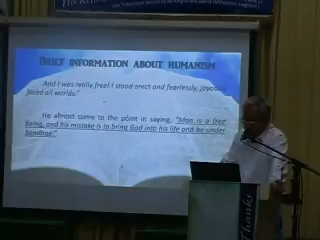 BRIEF INFORMATION ABOUT HUMANISM
And I was really free! I stood erect and fearlessly, joyously
faced all worlds."
He almost come to the point in saying, "Man is a free
being, and his mistake is to bring God into his life and be under
bondage."
Thanks